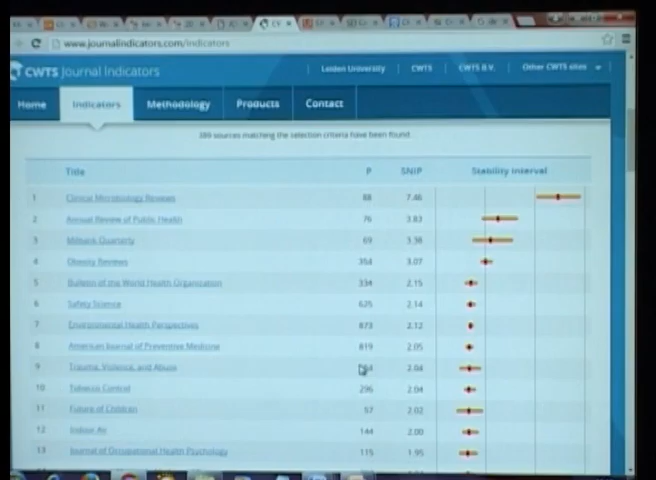 www.journalindicators.com/indicators
CWTS Journal Indicators
Leiden University CWTS CWTS B.V. Other CWTS sites
Home Indicators Methodology Products Contact
sources matching the selection criteria have been found
Title P SNIP Stability interval
1 Clinical Microbiology Reviews 88 7.46
2 Annual Review of Public Health 76 3.83
3 Milbank Quarterly 69 3.38
4 Obesity Reviews 354 3.07
5 Bulletin of the World Health Organization 334 2.15
6 Safety Science 625 2.14
7 Environmental Health Perspectives 873 2.12
8 American Journal of Preventive Medicine 819 2.05
9 Trauma, Violence, and Abuse 2.04
10 Tobacco Control 296 2.04
11 Future of Children 57 2.02
12 Indoor Air 144 2.00
13 Journal of Occupational Health Psychology 115 1.95